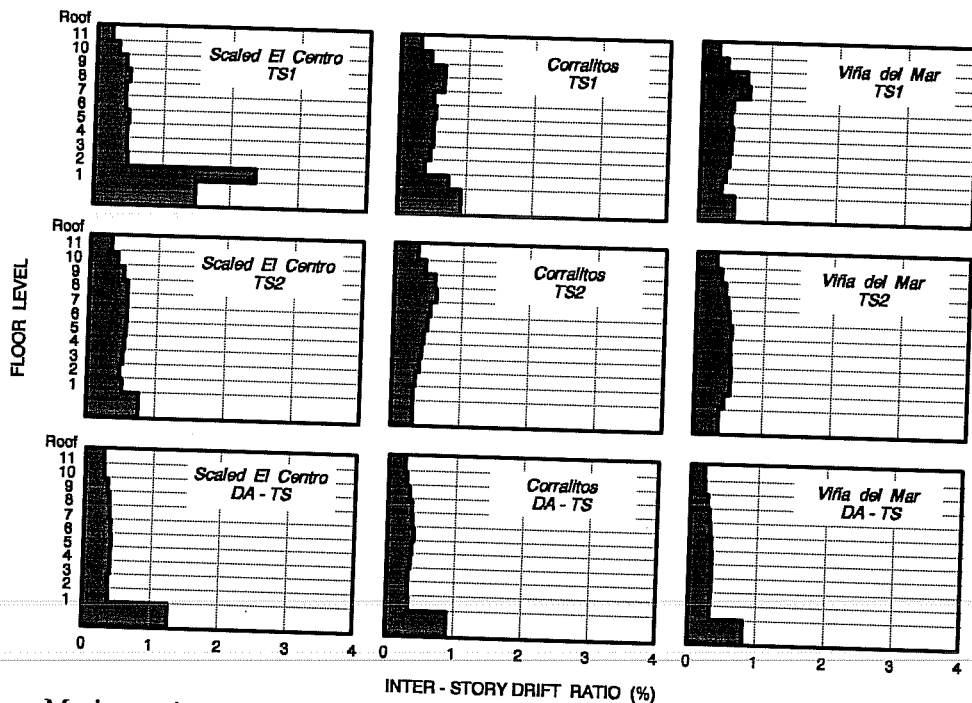 Roof
11
10
9
8
7
6
5
4
3
2
1
Scaled El Centro
TS1
Corralitos
TS1
Viña del Mar
TS1
Roof
11
10
9
8
7
6
5
4
3
2
1
Scaled El Centro
TS2
Corralitos
TS2
Viña del Mar
TS2
FLOOR LEVEL
Roof
11
10
9
8
7
6
5
4
3
2
1
Scaled El Centro
DA - TS
Corralitos
DA - TS
Viña del Mar
DA - TS
0 1 2 3 4
0 1 2 3 4
0 1 2 3 4
INTER - STORY DRIFT RATIO (%)